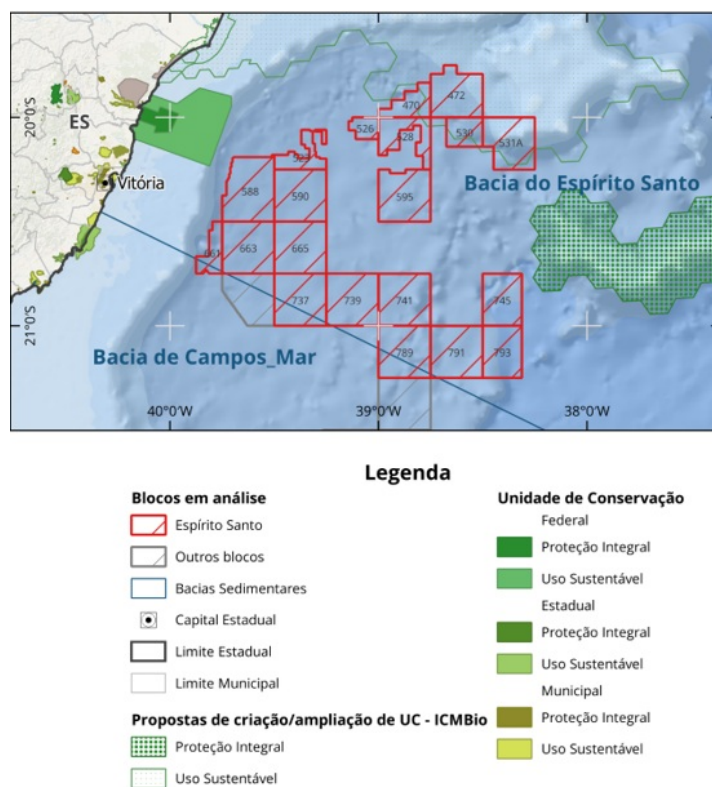 472
470
20°0'S
526
528
530
531A
ES
Vitória
522
Bacia do Espírito Santo
588
590
595
661
663
665
737
739
741
745
21°0'S
Bacia de Campos_Mar
789
791
793
40°0'W
39°0'W
38°0'W
Legenda
Blocos em análise
Espírito Santo
Outros blocos
Bacias Sedimentares
Capital Estadual
Limite Estadual
Limite Municipal
Propostas de criação/ampliação de UC - ICMBio
Proteção Integral
Uso Sustentável
Unidade de Conservação
Federal
Proteção Integral
Uso Sustentável
Estadual
Proteção Integral
Uso Sustentável
Municipal
Proteção Integral
Uso Sustentável